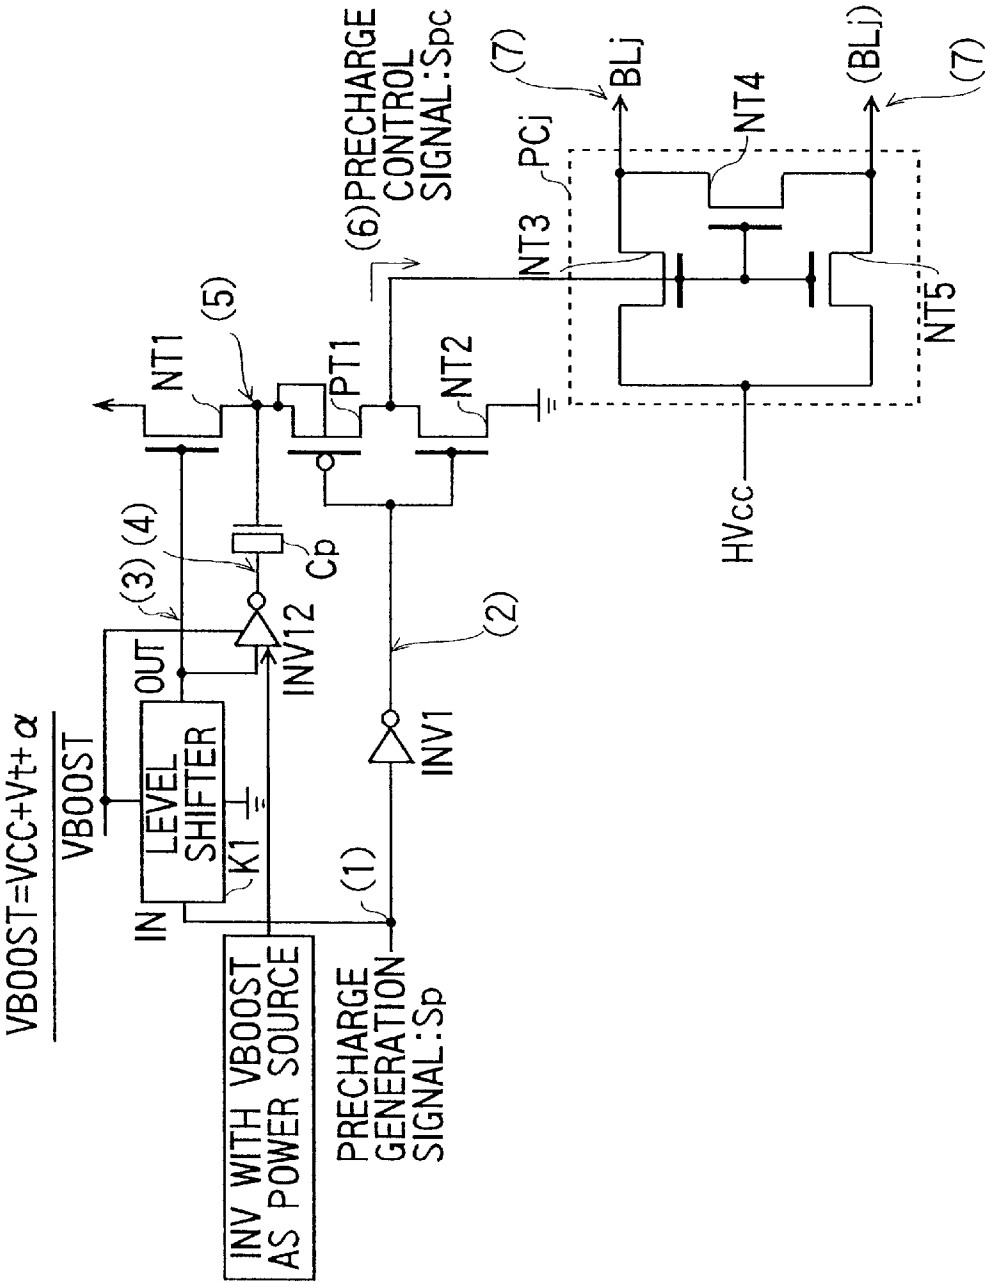 VBOOST=VCC+Vt+α
VBOOST
IN
LEVEL
SHIFTER
K1
OUT
(3)
(4)
NT1
(5)
INV WITH VBOOST
AS POWER SOURCE
INV12
Cp
PT1
NT2
PRECHARGE
GENERATION
SIGNAL:Sp
(1)
INV1
(2)
(6) PRECHARGE
CONTROL
SIGNAL:Spc
HVcc
NT3
PCj
NT4
NT5
(7)
BLj
(BLj)
(7)